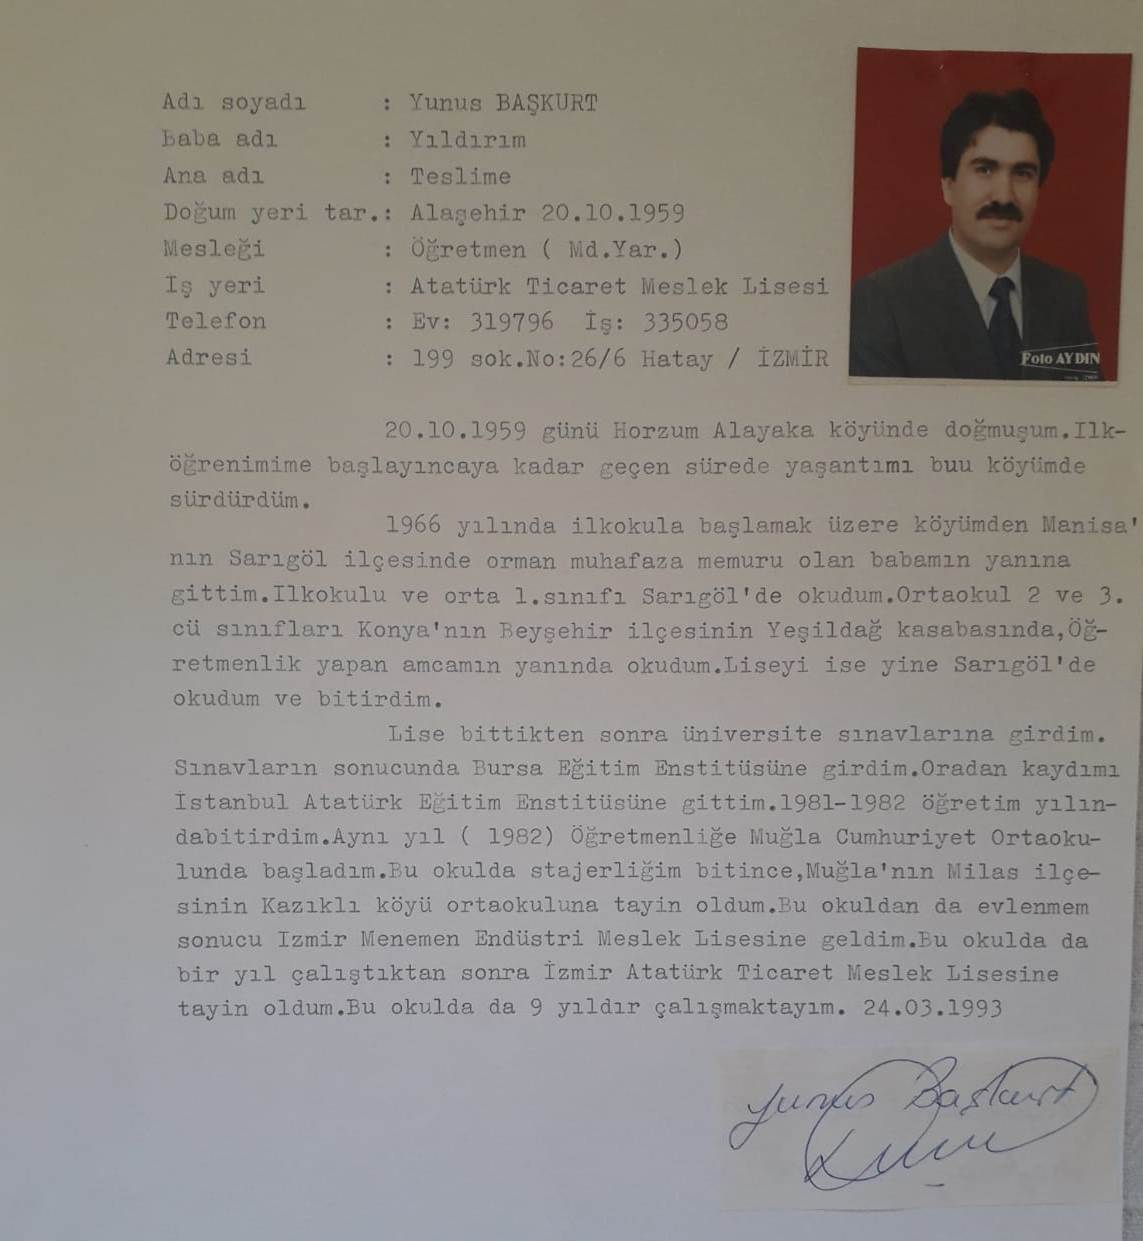 Adı soyadı : Yunus BAŞKURT
Baba adı : Yıldırım
Ana adı : Teslime
Doğum yeri tar.: Alaşehir 20.10.1959
Mesleği : Öğretmen ( Md.Yar.)
İş yeri : Atatürk Ticaret Meslek Lisesi
Telefon : Ev: 319796 İş: 335058
Adresi : 199 sok.No:26/6 Hatay / İZMİR
Foto AYDIN
20.10.1959 günü Horzum Alayaka köyünde doğmuşum.Ilk-
öğrenimime başlayıncaya kadar geçen sürede yaşantımı buu köyümde
sürdürdüm.
1966 yılında ilkokula başlamak üzere köyümden Manisa'
nın Sarıgöl ilçesinde orman muhafaza memuru olan babamın yanına
gittim.Ilkokulu ve orta 1.sınıfı Sarıgöl'de okudum.Ortaokul 2 ve 3.
cü sınıfları Konya'nın Beyşehir ilçesinin Yeşildağ kasabasında,Öğ-
retmenlik yapan amcamın yanında okudum.Liseyi ise yine Sarıgöl'de
okudum ve bitirdim.
Lise bittikten sonra üniversite sınavlarına girdim.
Sınavların sonucunda Bursa Eğitim Enstitüsüne girdim.Oradan kaydımı
İstanbul Atatürk Eğitim Enstitüsüne gittim.1981-1982 öğretim yılın-
dabitirdim.Aynı yıl ( 1982) Öğretmenliğe Muğla Cumhuriyet Ortaoku-
lunda başladım.Bu okulda stajerliğim bitince,Muğla'nın Milas ilçe-
sinin Kazıklı köyü ortaokuluna tayin oldum.Bu okuldan da evlenmem
sonucu Izmir Menemen Endüstri Meslek Lisesine geldim.Bu okulda da
bir yıl çalıştıktan sonra İzmir Atatürk Ticaret Meslek Lisesine
tayin oldum.Bu okulda da 9 yıldır çalışmaktayım. 24.03.1993
Yunus Başkurt